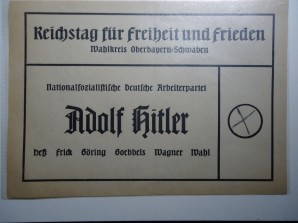 Reichstag für Freiheit und Frieden
Wahlkreis Oberbayern-Schwaben
Nationalsozialistische Deutsche Arbeiterpartei
Adolf Hitler
Heß Frick Göring Goebbels Wagner Wahl